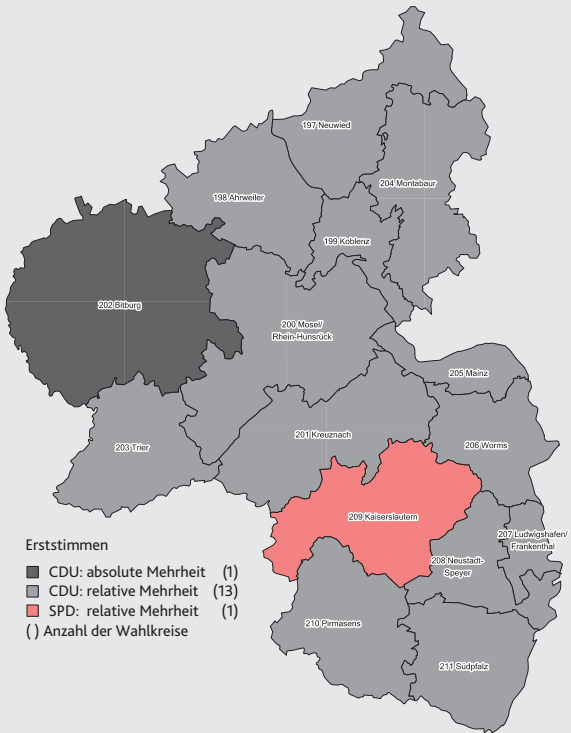 197 Neuwied
204 Montabaur
198 Ahrweiler
199 Koblenz
202 Bitburg
200 Mosel/
Rhein-Hunsrück
205 Mainz
203 Trier
201 Kreuznach
206 Worms
209 Kaiserslautern
207 Ludwigshafen/
Frankenthal
208 Neustadt-
Speyer
210 Pirmasens
211 Südpfalz
Erststimmen
CDU: absolute Mehrheit (1)
CDU: relative Mehrheit (13)
SPD: relative Mehrheit (1)
( ) Anzahl der Wahlkreise